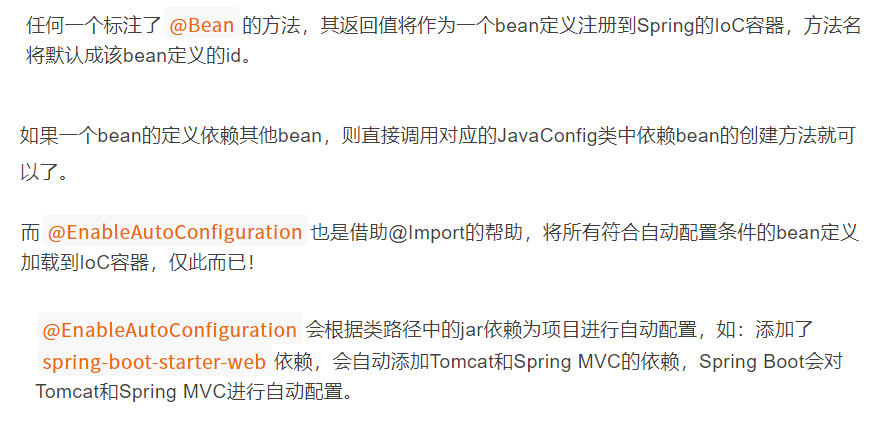 任何一个标注了 @Bean 的方法，其返回值将作为一个bean定义注册到Spring的IoC容器，方法名
将默认成该bean定义的id。
如果一个bean的定义依赖其他bean，则直接调用对应的JavaConfig类中依赖bean的创建方法就可
以了。
而 @EnableAutoConfiguration 也是借助@Import的帮助，将所有符合自动配置条件的bean定义
加载到IoC容器，仅此而已！
@EnableAutoConfiguration 会根据类路径中的jar依赖为项目进行自动配置，如：添加了
spring-boot-starter-web 依赖，会自动添加Tomcat和Spring MVC的依赖，Spring Boot会对
Tomcat和Spring MVC进行自动配置。